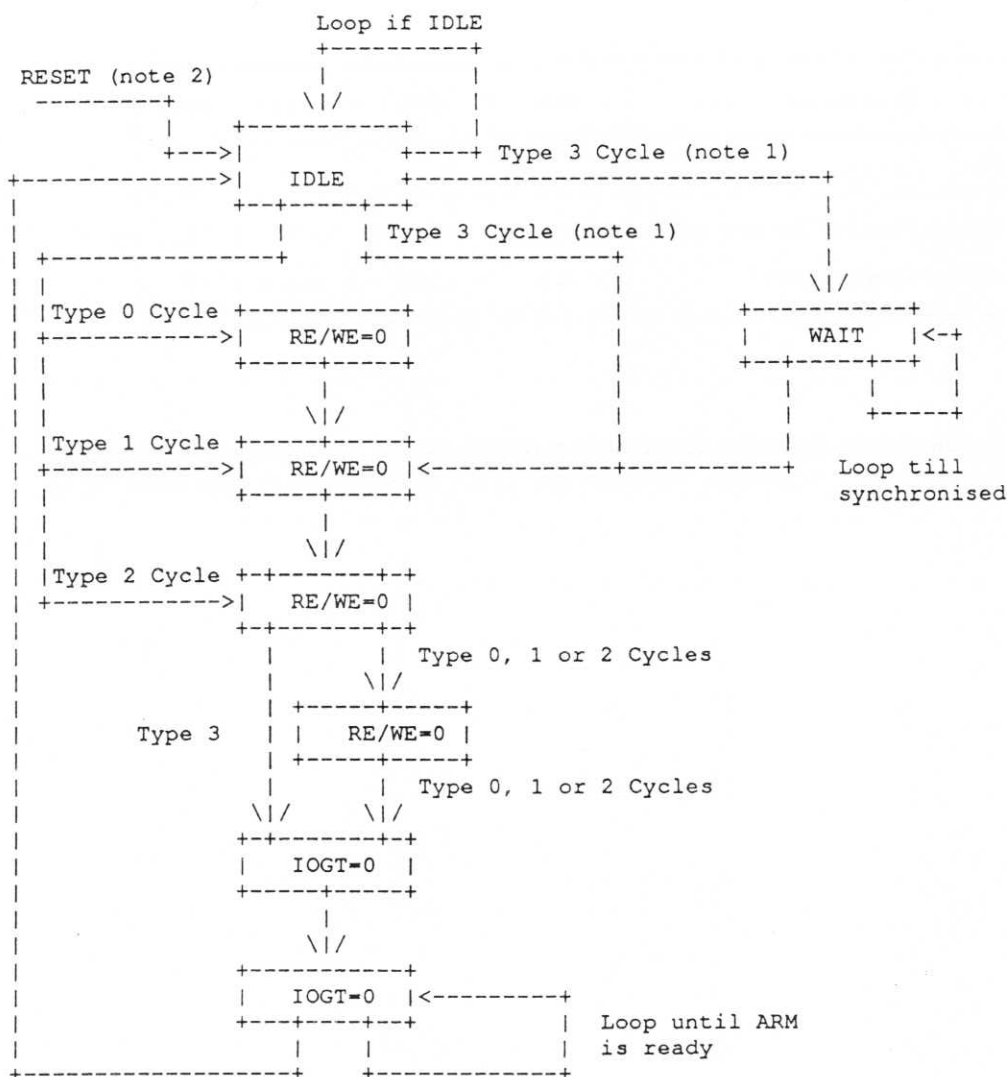 Loop if IDLE
RESET (note 2)
Type 3 Cycle (note 1)
IDLE
Type 3 Cycle (note 1)
Type 0 Cycle
RE/WE=0
WAIT
Type 1 Cycle
RE/WE=0
Loop till
synchronised
Type 2 Cycle
RE/WE=0
Type 0, 1 or 2 Cycles
Type 3
RE/WE=0
Type 0, 1 or 2 Cycles
IOGT=0
IOGT=0
Loop until ARM
is ready